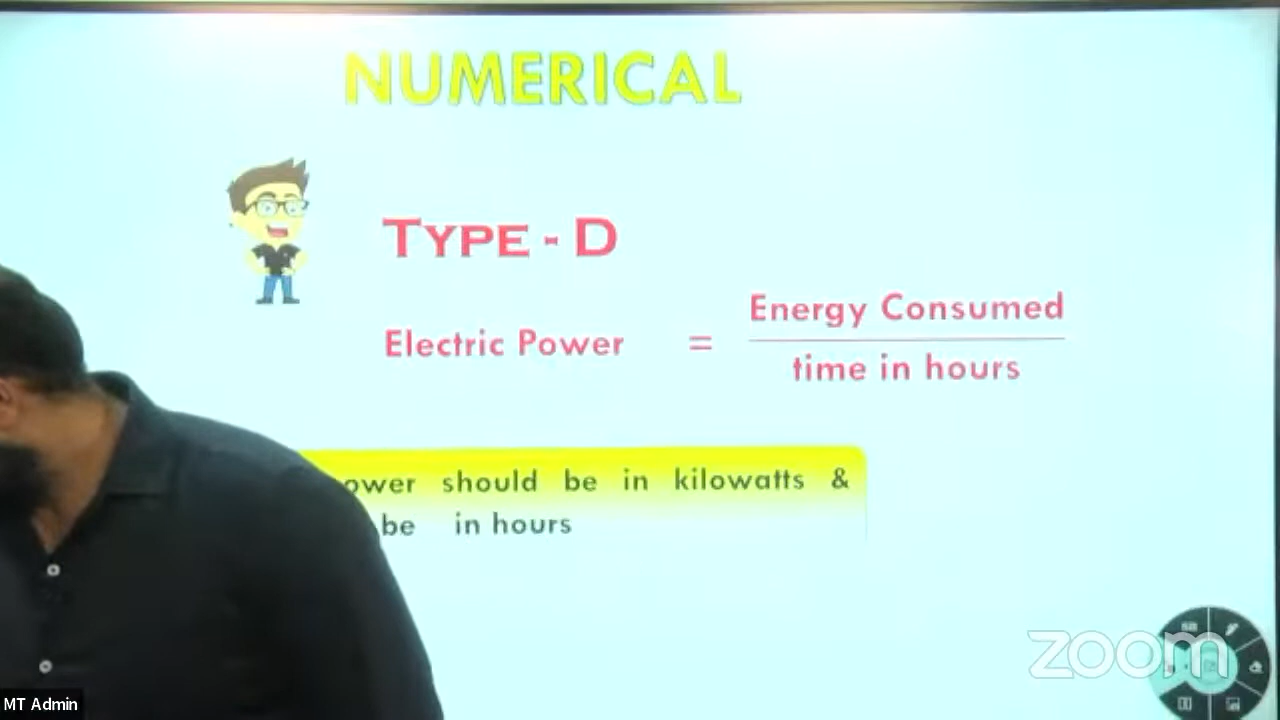 NUMERICAL
TYPE - D
Electric Power = Energy Consumed
time in hours
should be in kilowatts &
be in hours
zoom
MT Admin